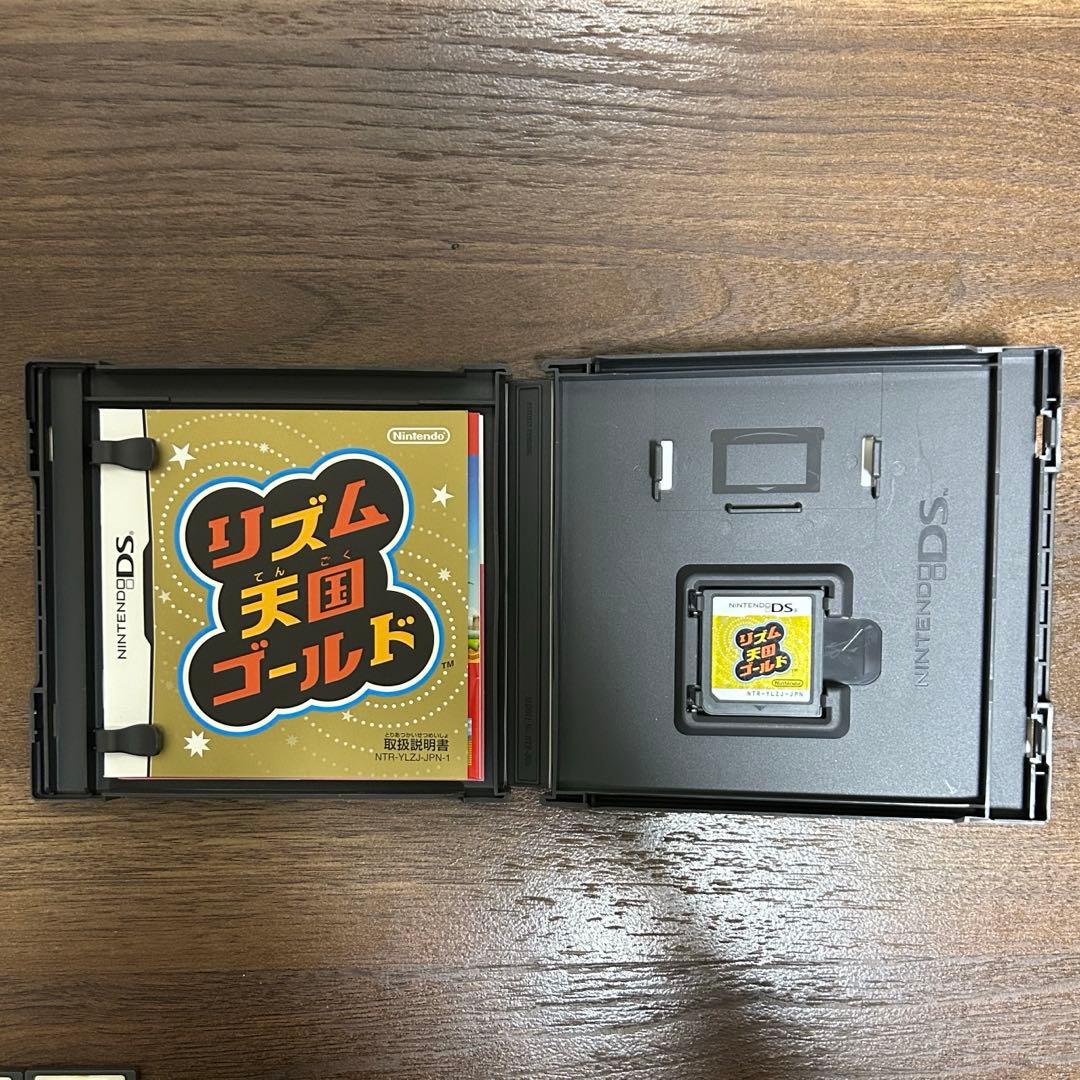 Nintendo
リズム
てん ごく
天国
ゴールド
TM
とりあつかいせつめいしょ
取扱説明書
NTR-YLZJ-JPN-1
NINTENDO DS
NINTENDO DS
リズム
天国
ゴールド
Nintendo
NTR-YLZJ-JPN
NINTENDO DS
TM